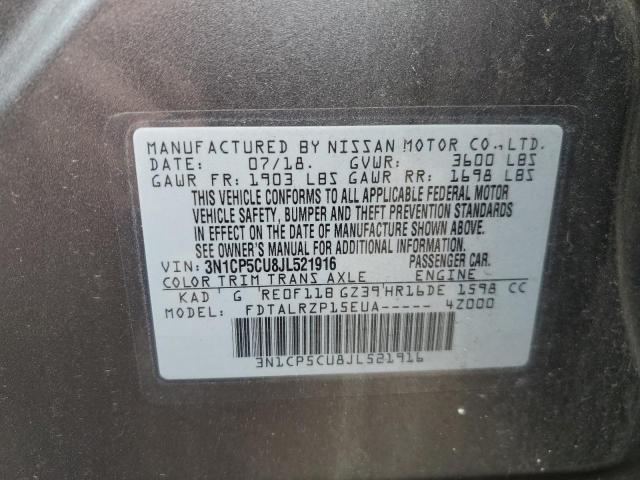 MANUFACTURED BY NISSAN MOTOR CO.,LTD.
DATE: 07/18. GVWR: 3600 LBS
GAWR FR: 1903 LBS GAWR RR: 1698 LBS
THIS VEHICLE CONFORMS TO ALL APPLICABLE FEDERAL MOTOR
VEHICLE SAFETY, BUMPER AND THEFT PREVENTION STANDARDS
IN EFFECT ON THE DATE OF MANUFACTURE SHOWN ABOVE.
SEE OWNER'S MANUAL FOR ADDITIONAL INFORMATION.
VIN: 3N1CP5CU8JL521916 PASSENGER CAR.
COLOR TRIM TRANS AXLE ENGINE
KAD G RE0F11B GZ39 HR16DE 1598 CC
MODEL: FDTALRZP15EUA----- 4Z000
3N1CP5CU8JL521916